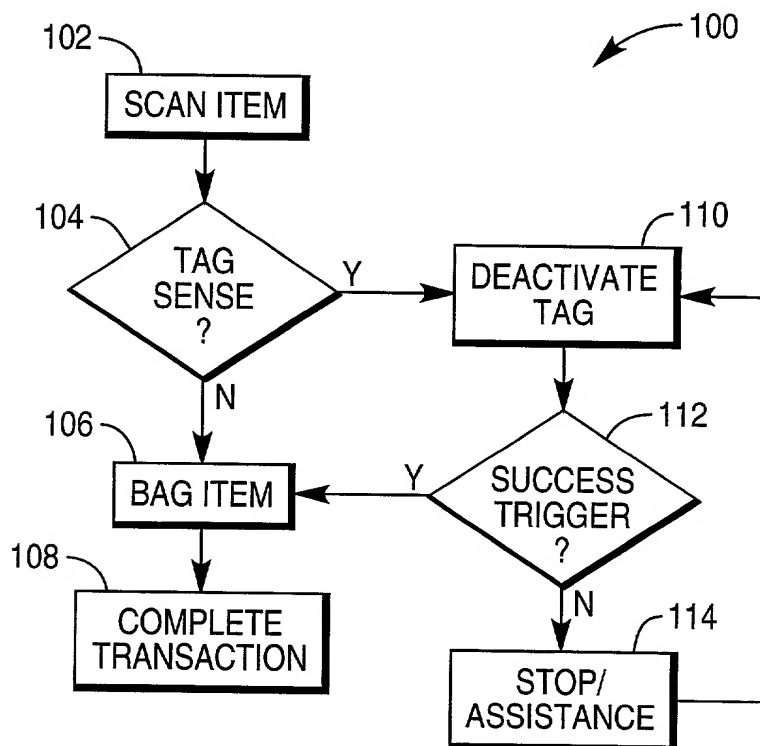 100
102
SCAN ITEM
104
TAG
SENSE
?
Y
N
110
DEACTIVATE
TAG
112
SUCCESS
TRIGGER
?
Y
N
106
BAG ITEM
108
COMPLETE
TRANSACTION
114
STOP/
ASSISTANCE